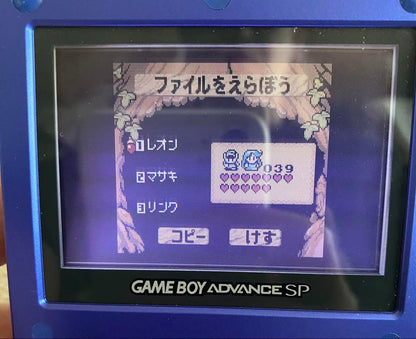 ファイルをえらぼう
1 レオン
2 マサキ
039
3 リンク
コピー けす
GAME BOY ADVANCE SP